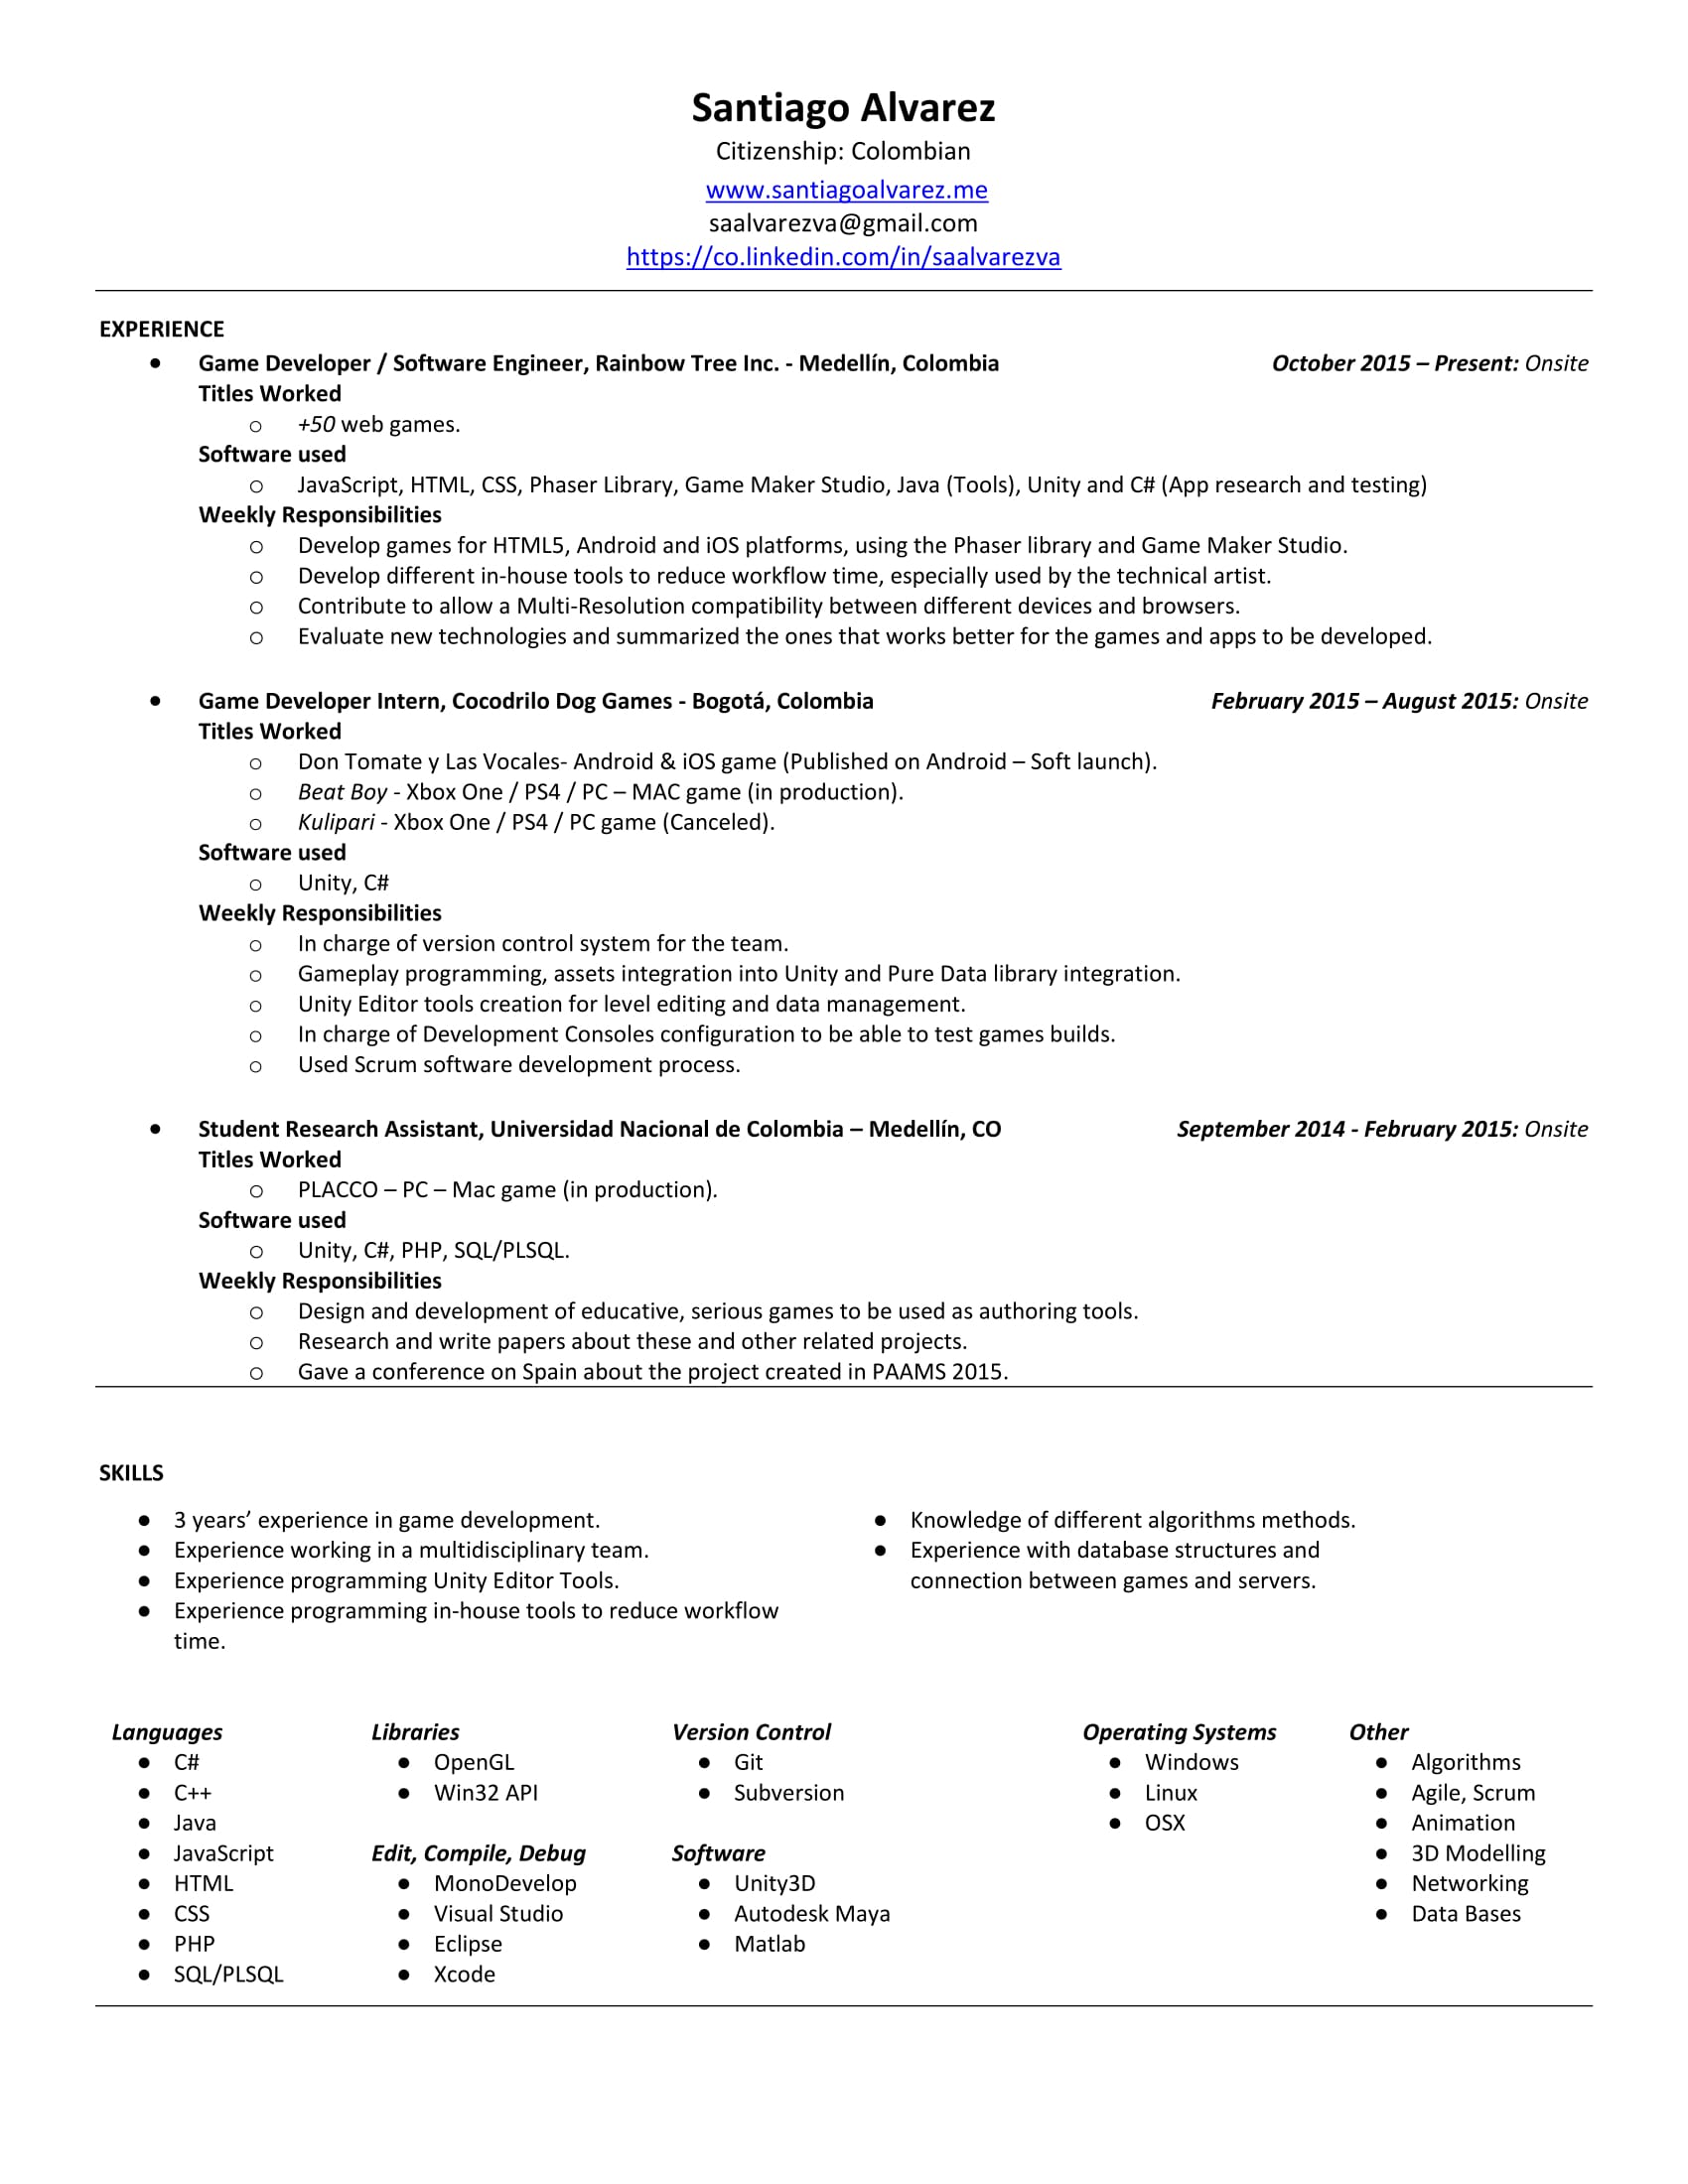 Santiago Alvarez
Citizenship: Colombian
www.santiagoalvarez.me
saalvarezva@gmail.com
https://co.linkedin.com/in/saalvarezva
EXPERIENCE
● Game Developer / Software Engineer, Rainbow Tree Inc. - Medellín, Colombia October 2015 – Present: Onsite
Titles Worked
o +50 web games.
Software used
o JavaScript, HTML, CSS, Phaser Library, Game Maker Studio, Java (Tools), Unity and C# (App research and testing)
Weekly Responsibilities
o Develop games for HTML5, Android and iOS platforms, using the Phaser library and Game Maker Studio.
o Develop different in-house tools to reduce workflow time, especially used by the technical artist.
o Contribute to allow a Multi-Resolution compatibility between different devices and browsers.
o Evaluate new technologies and summarized the ones that works better for the games and apps to be developed.
● Game Developer Intern, Cocodrilo Dog Games - Bogotá, Colombia February 2015 – August 2015: Onsite
Titles Worked
o Don Tomate y Las Vocales- Android & iOS game (Published on Android – Soft launch).
o Beat Boy - Xbox One / PS4 / PC – MAC game (in production).
o Kulipari - Xbox One / PS4 / PC game (Canceled).
Software used
o Unity, C#
Weekly Responsibilities
o In charge of version control system for the team.
o Gameplay programming, assets integration into Unity and Pure Data library integration.
o Unity Editor tools creation for level editing and data management.
o In charge of Development Consoles configuration to be able to test games builds.
o Used Scrum software development process.
● Student Research Assistant, Universidad Nacional de Colombia – Medellín, CO September 2014 - February 2015: Onsite
Titles Worked
o PLACCO – PC – Mac game (in production).
Software used
o Unity, C#, PHP, SQL/PLSQL.
Weekly Responsibilities
o Design and development of educative, serious games to be used as authoring tools.
o Research and write papers about these and other related projects.
o Gave a conference on Spain about the project created in PAAMS 2015.
SKILLS
● 3 years’ experience in game development.
● Experience working in a multidisciplinary team.
● Experience programming Unity Editor Tools.
● Experience programming in-house tools to reduce workflow
time.
● Knowledge of different algorithms methods.
● Experience with database structures and
connection between games and servers.
Languages
● C#
● C++
● Java
● JavaScript
● HTML
● CSS
● PHP
● SQL/PLSQL
Libraries
● OpenGL
● Win32 API
Edit, Compile, Debug
● MonoDevelop
● Visual Studio
● Eclipse
● Xcode
Version Control
● Git
● Subversion
Software
● Unity3D
● Autodesk Maya
● Matlab
Operating Systems
● Windows
● Linux
● OSX
Other
● Algorithms
● Agile, Scrum
● Animation
● 3D Modelling
● Networking
● Data Bases